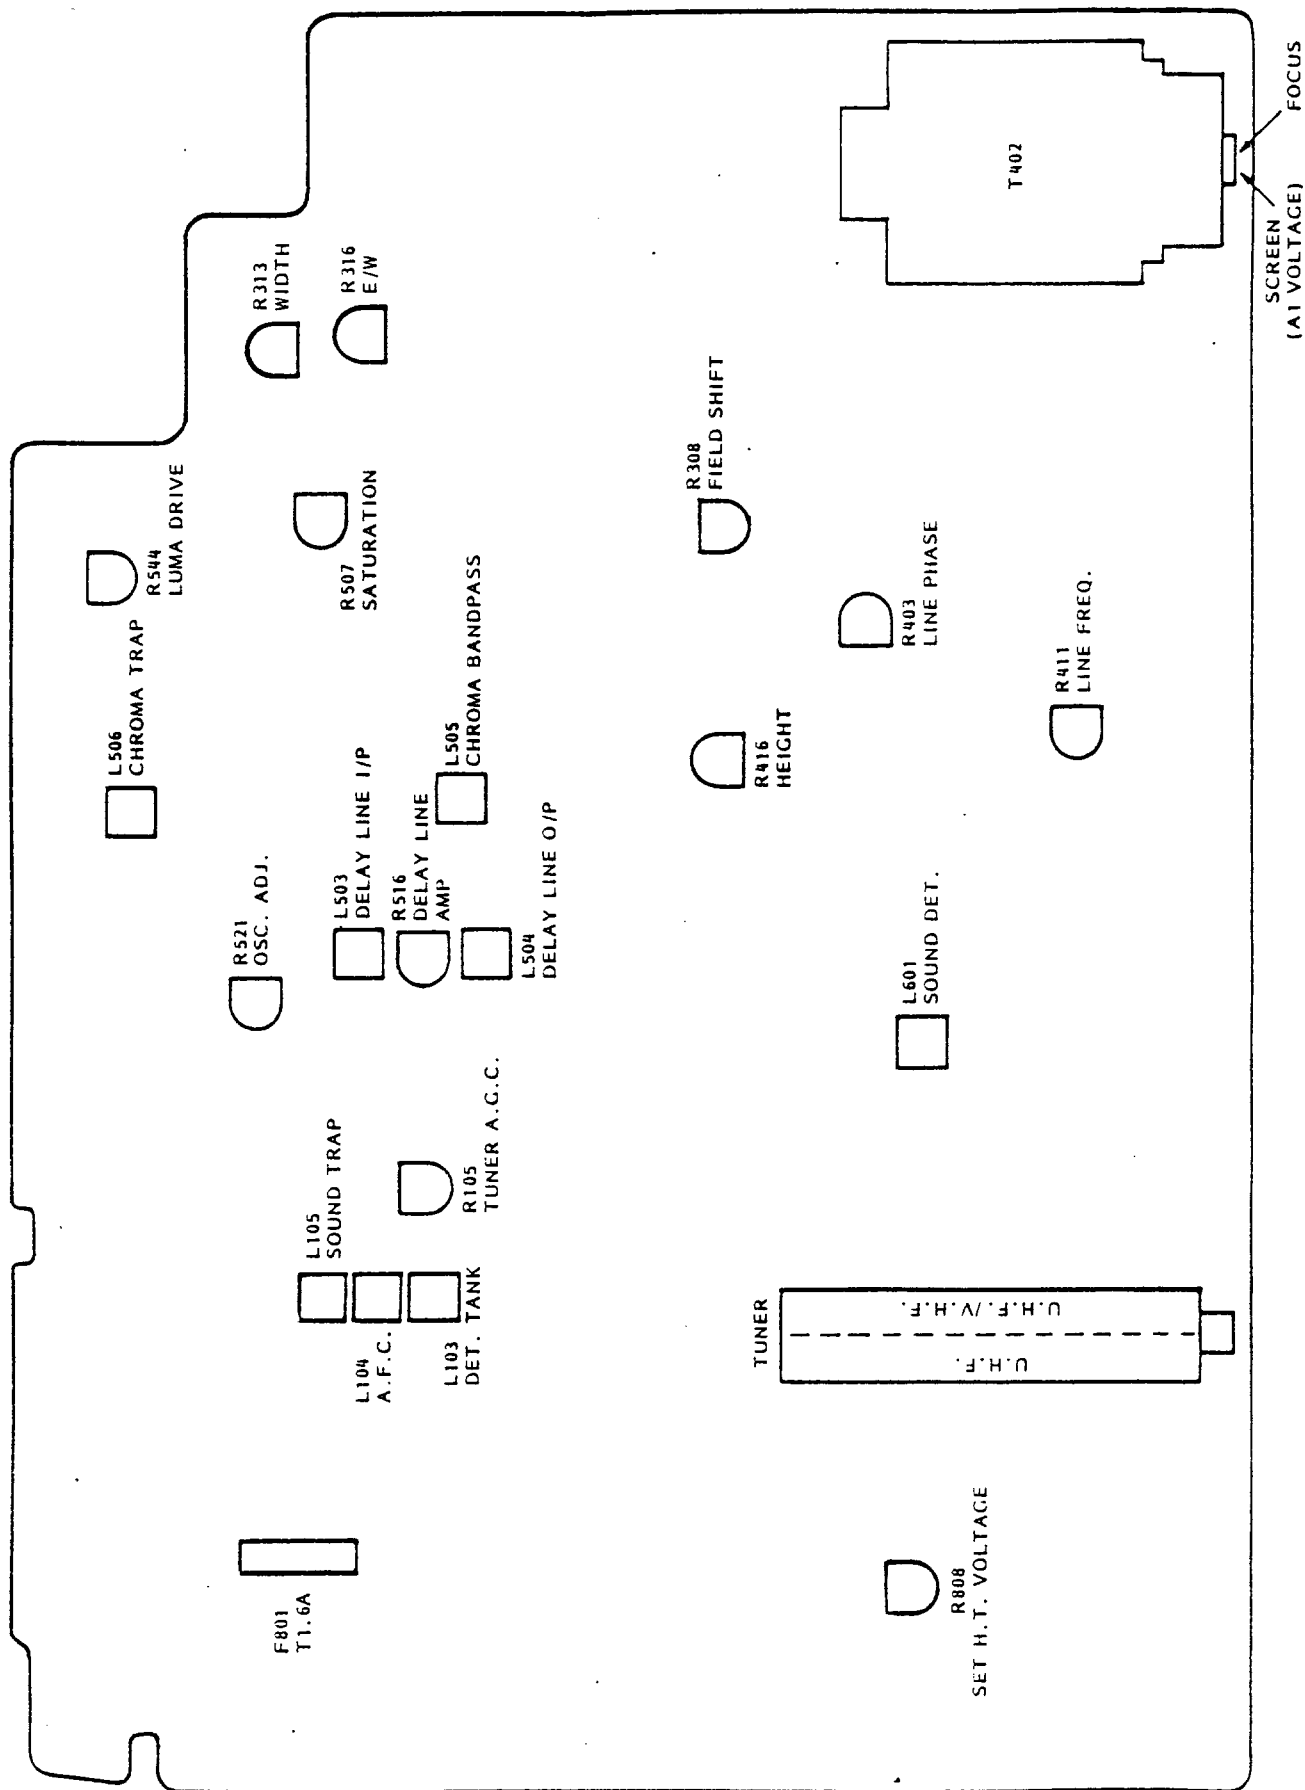 F801
T1.6A
L105
SOUND TRAP
L104
A.F.C.
L103
DET. TANK
R105
TUNER A.G.C.
R521
OSC. ADJ.
L506
CHROMA TRAP
R544
LUMA DRIVE
L503
DELAY LINE I/P
R516
DELAY LINE
AMP
L504
DELAY LINE O/P
L505
CHROMA BANDPASS
R507
SATURATION
R313
WIDTH
R316
E/W
R808
SET H.T. VOLTAGE
TUNER
U.H.F.
U.H.F./V.H.F.
L601
SOUND DET.
R416
HEIGHT
R308
FIELD SHIFT
R403
LINE PHASE
R411
LINE FREQ.
T402
SCREEN
(A1 VOLTAGE)
FOCUS